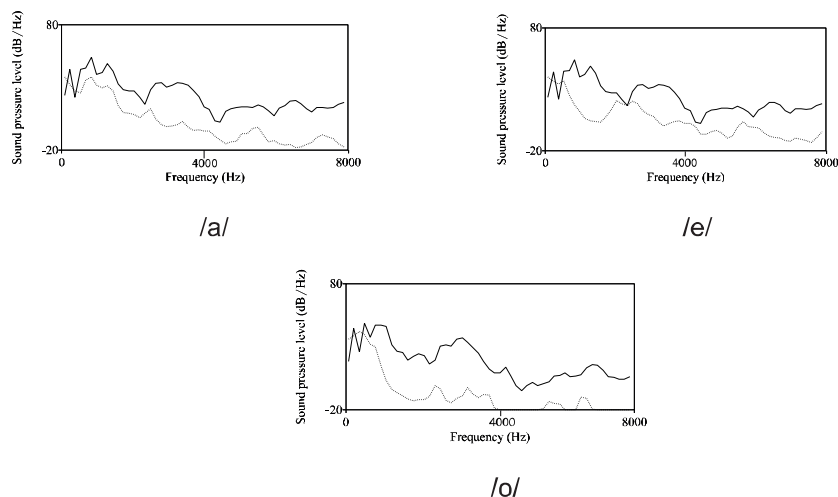 80
Sound pressure level (dB / Hz)
-20
0
4000
8000
Frequency (Hz)
/a/
80
Sound pressure level (dB / Hz)
-20
0
4000
8000
Frequency (Hz)
/e/
80
Sound pressure level (dB / Hz)
-20
0
4000
8000
Frequency (Hz)
/o/